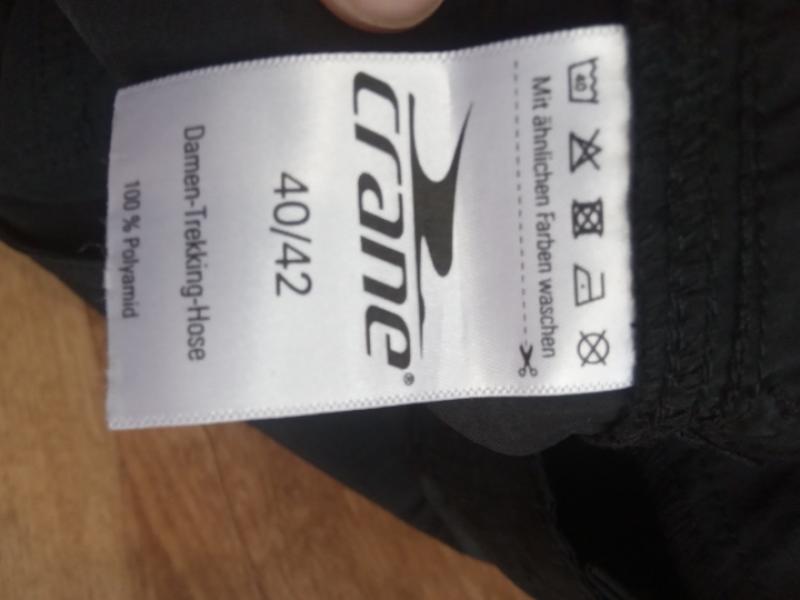 40
Mit ähnlichen Farben waschen
crane®
40/42
Damen-Trekking-Hose
100 % Polyamid